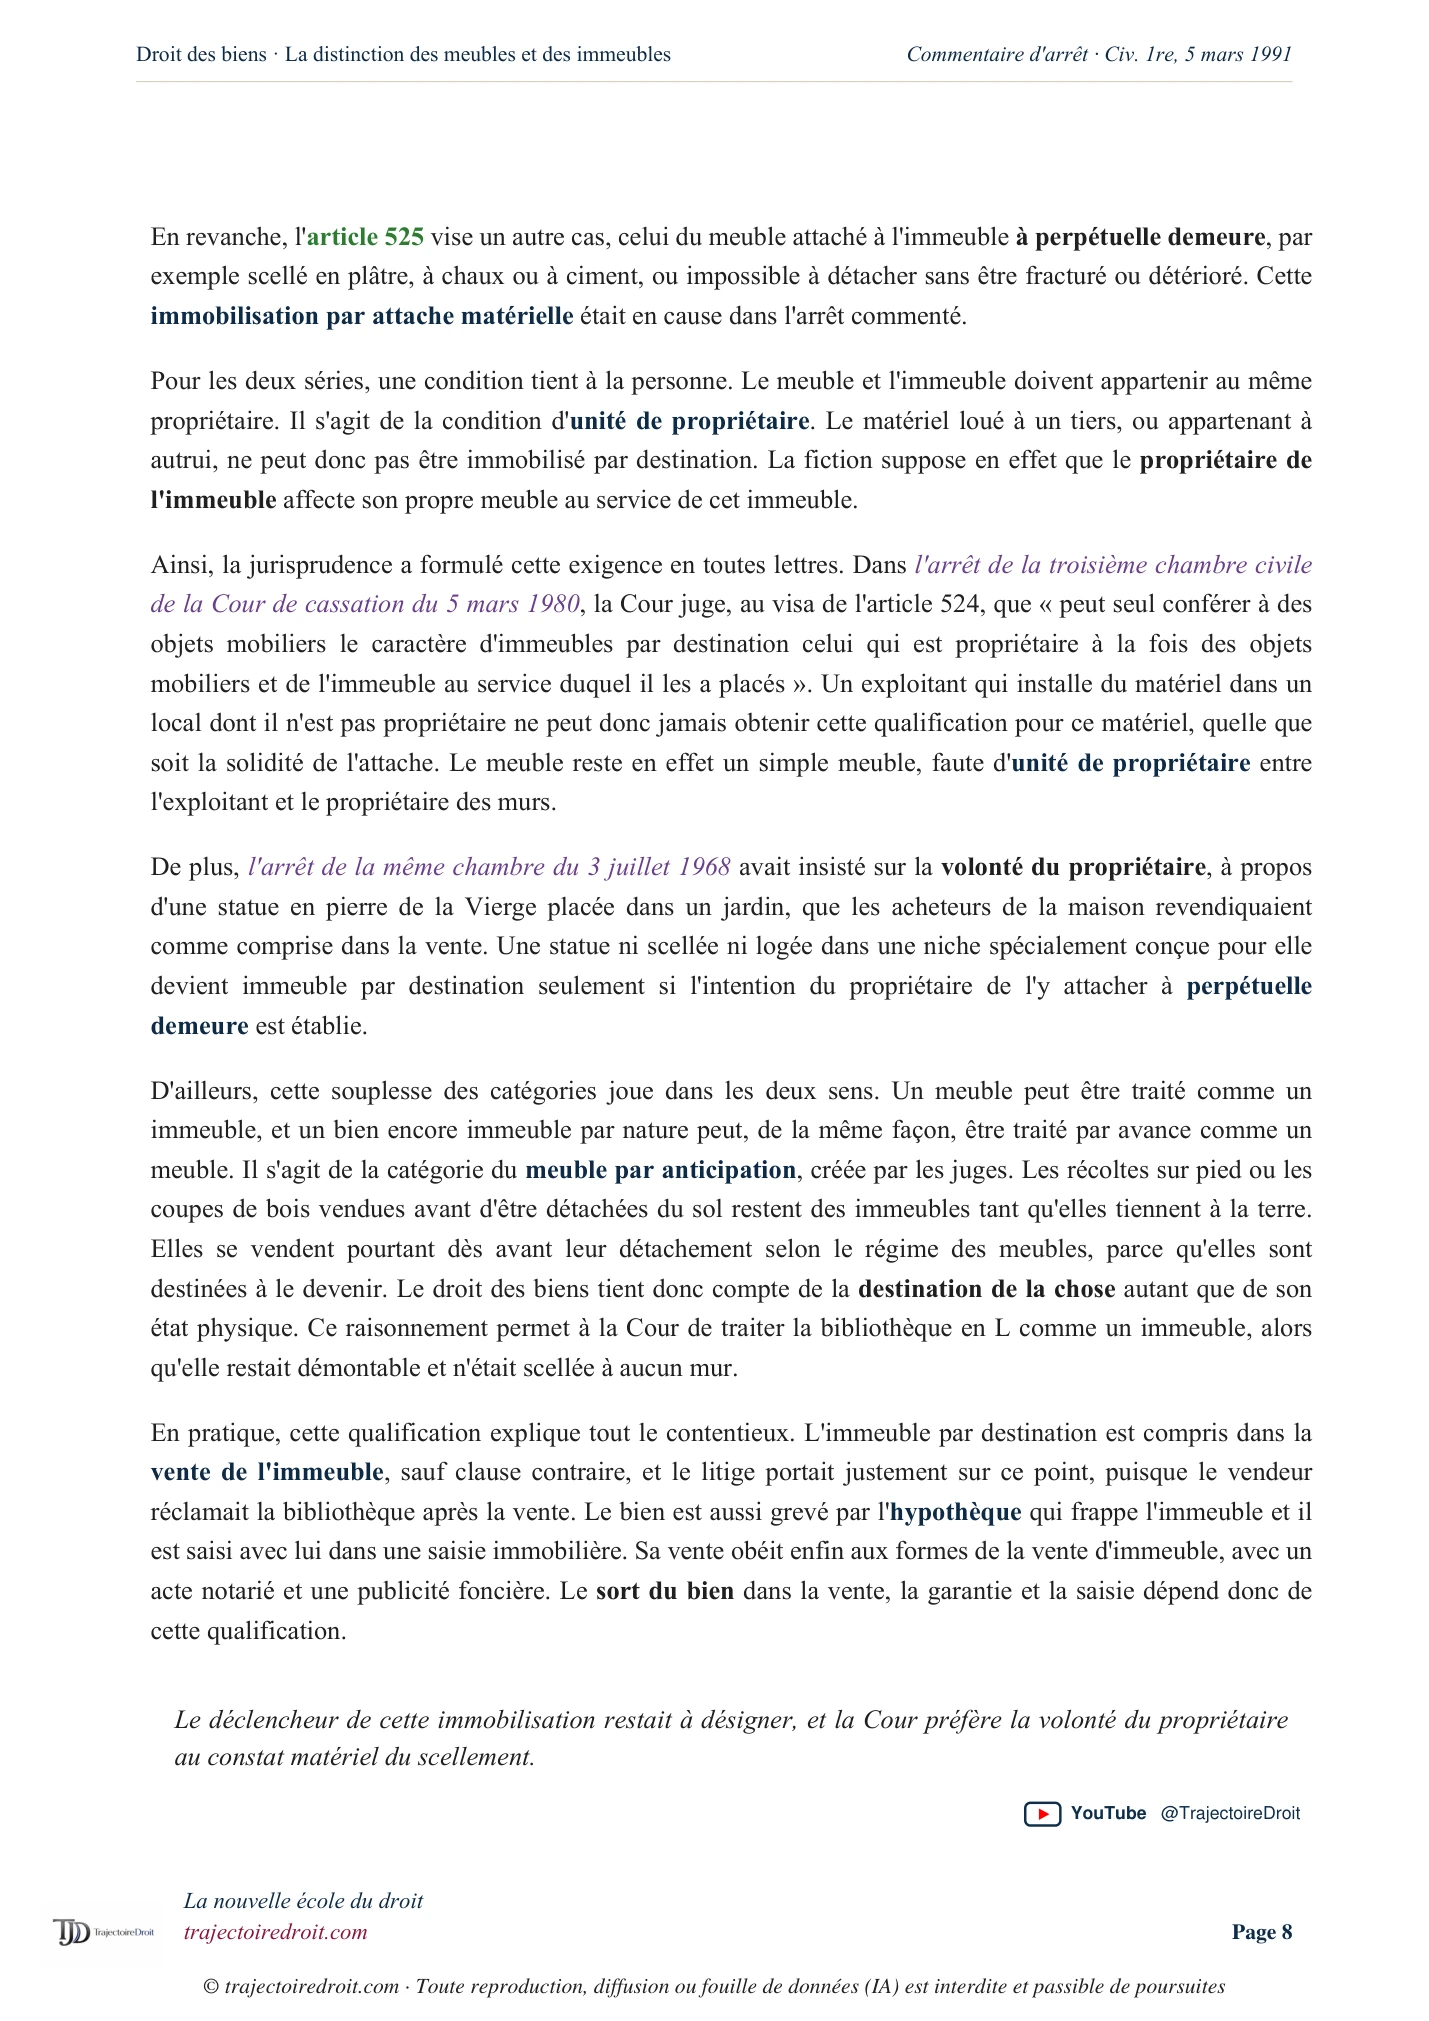 Droit des biens · La distinction des meubles et des immeubles
Commentaire d'arrêt · Civ. 1re, 5 mars 1991
En revanche, l'article 525 vise un autre cas, celui du meuble attaché à l'immeuble à perpétuelle demeure, par
exemple scellé en plâtre, à chaux ou à ciment, ou impossible à détacher sans être fracturé ou détérioré. Cette
immobilisation par attache matérielle était en cause dans l'arrêt commenté.
Pour les deux séries, une condition tient à la personne. Le meuble et l'immeuble doivent appartenir au même
propriétaire. Il s'agit de la condition d'unité de propriétaire. Le matériel loué à un tiers, ou appartenant à
autrui, ne peut donc pas être immobilisé par destination. La fiction suppose en effet que le propriétaire de
l'immeuble affecte son propre meuble au service de cet immeuble.
Ainsi, la jurisprudence a formulé cette exigence en toutes lettres. Dans l'arrêt de la troisième chambre civile
de la Cour de cassation du 5 mars 1980, la Cour juge, au visa de l'article 524, que « peut seul conférer à des
objets mobiliers le caractère d'immeubles par destination celui qui est propriétaire à la fois des objets
mobiliers et de l'immeuble au service duquel il les a placés ». Un exploitant qui installe du matériel dans un
local dont il n'est pas propriétaire ne peut donc jamais obtenir cette qualification pour ce matériel, quelle que
soit la solidité de l'attache. Le meuble reste en effet un simple meuble, faute d'unité de propriétaire entre
l'exploitant et le propriétaire des murs.
De plus, l'arrêt de la même chambre du 3 juillet 1968 avait insisté sur la volonté du propriétaire, à propos
d'une statue en pierre de la Vierge placée dans un jardin, que les acheteurs de la maison revendiquaient
comme comprise dans la vente. Une statue ni scellée ni logée dans une niche spécialement conçue pour elle
devient immeuble par destination seulement si l'intention du propriétaire de l'y attacher à perpétuelle
demeure est établie.
D'ailleurs, cette souplesse des catégories joue dans les deux sens. Un meuble peut être traité comme un
immeuble, et un bien encore immeuble par nature peut, de la même façon, être traité par avance comme un
meuble. Il s'agit de la catégorie du meuble par anticipation, créée par les juges. Les récoltes sur pied ou les
coupes de bois vendues avant d'être détachées du sol restent des immeubles tant qu'elles tiennent à la terre.
Elles se vendent pourtant dès avant leur détachement selon le régime des meubles, parce qu'elles sont
destinées à le devenir. Le droit des biens tient donc compte de la destination de la chose autant que de son
état physique. Ce raisonnement permet à la Cour de traiter la bibliothèque en L comme un immeuble, alors
qu'elle restait démontable et n'était scellée à aucun mur.
En pratique, cette qualification explique tout le contentieux. L'immeuble par destination est compris dans la
vente de l'immeuble, sauf clause contraire, et le litige portait justement sur ce point, puisque le vendeur
réclamait la bibliothèque après la vente. Le bien est aussi grevé par l'hypothèque qui frappe l'immeuble et il
est saisi avec lui dans une saisie immobilière. Sa vente obéit enfin aux formes de la vente d'immeuble, avec un
acte notarié et une publicité foncière. Le sort du bien dans la vente, la garantie et la saisie dépend donc de
cette qualification.
Le déclencheur de cette immobilisation restait à désigner, et la Cour préfère la volonté du propriétaire
au constat matériel du scellement.
YouTube @TrajectoireDroit
La nouvelle école du droit
TJD TrajectoireDroit
trajectoiredroit.com
Page 8
© trajectoiredroit.com · Toute reproduction, diffusion ou fouille de données (IA) est interdite et passible de poursuites